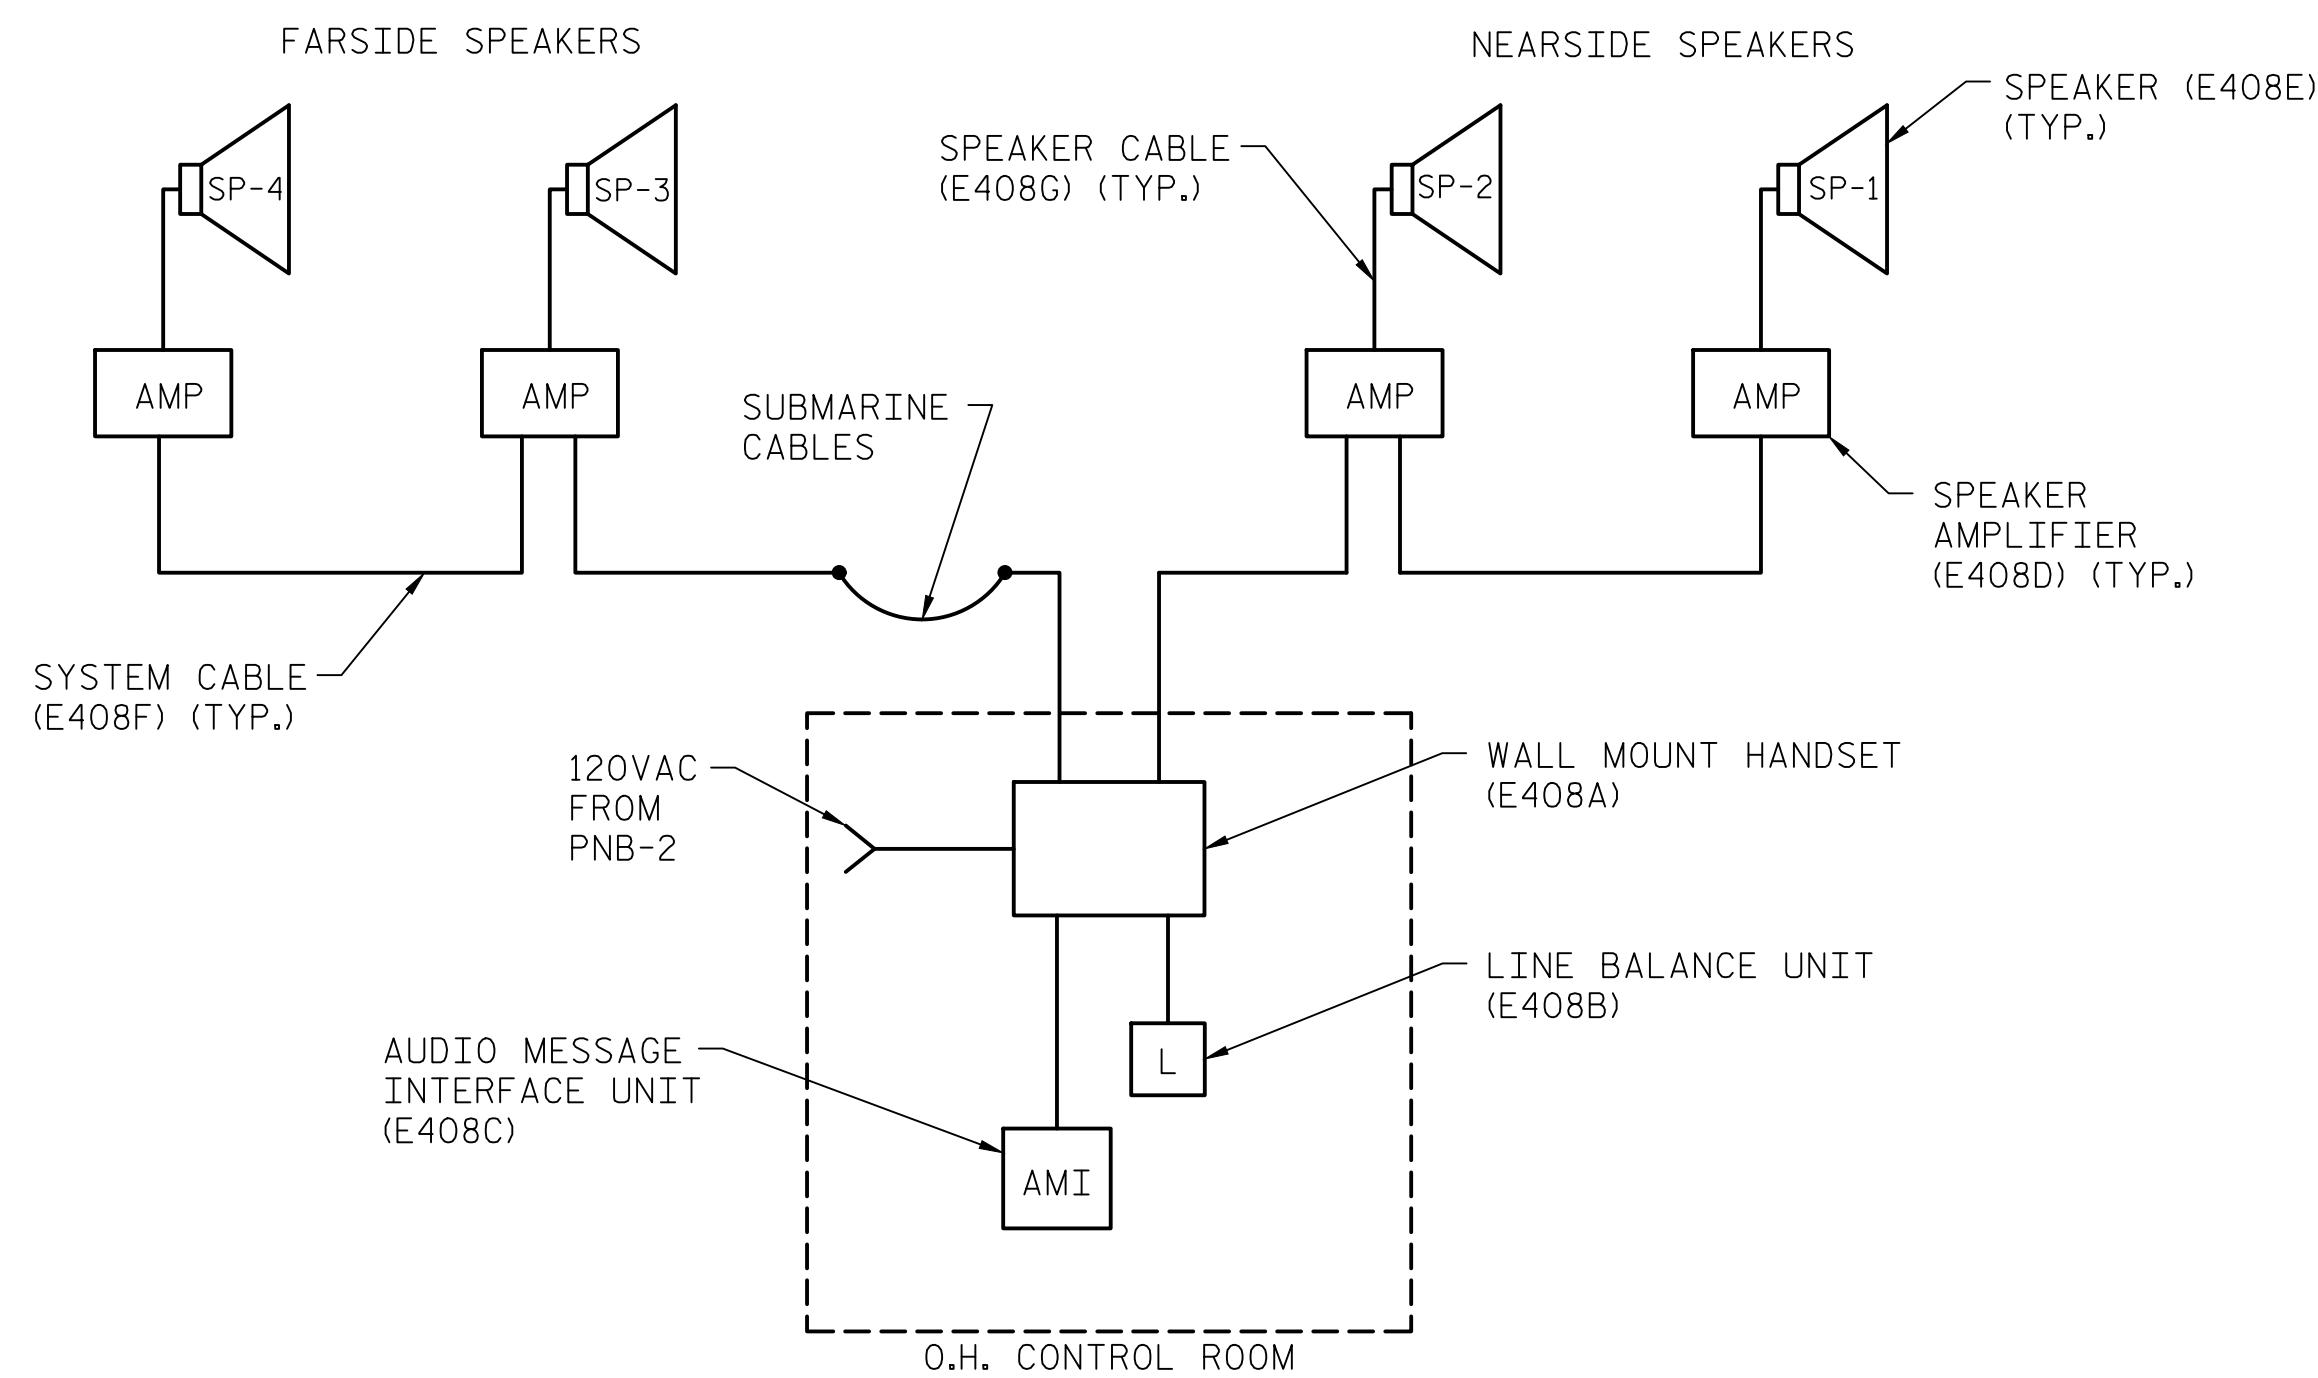 FARSIDE SPEAKERS
NEARSIDE SPEAKERS
SPEAKER (E408E)
(TYP.)
SPEAKER CABLE
(E408G) (TYP.)
SP-4
SP-3
SP-2
SP-1
AMP
AMP
AMP
AMP
SUBMARINE
CABLES
SPEAKER
AMPLIFIER
(E408D) (TYP.)
SYSTEM CABLE
(E408F) (TYP.)
120VAC
FROM
PNB-2
WALL MOUNT HANDSET
(E408A)
LINE BALANCE UNIT
(E408B)
AUDIO MESSAGE
INTERFACE UNIT
(E408C)
L
AMI
O.H. CONTROL ROOM